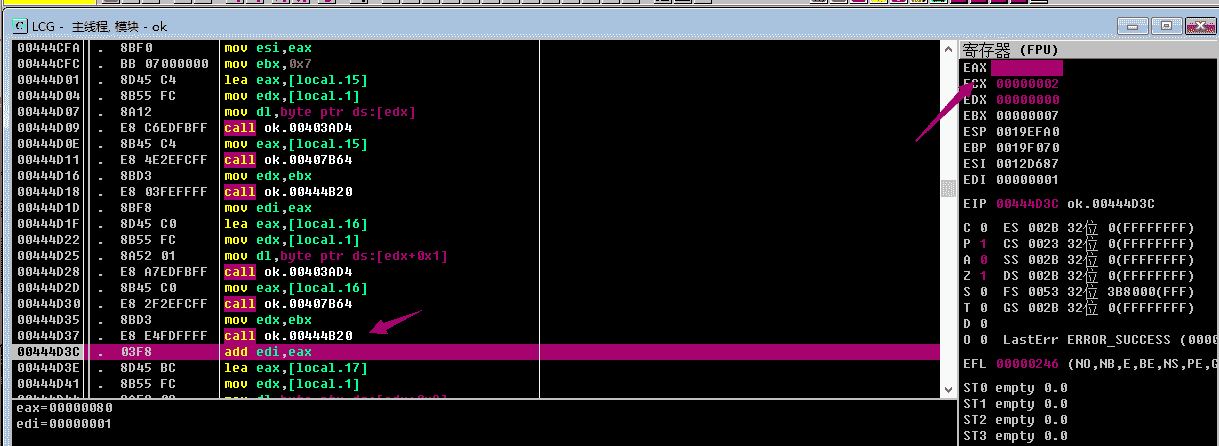 LCG - 主线程, 模块 - ok
00444CFA . 8BF0 mov esi,eax
00444CFC . BB 07000000 mov ebx,0x7
00444D01 . 8D45 C4 lea eax,[local.15]
00444D04 . 8B55 FC mov edx,[local.1]
00444D07 . 8A12 mov dl,byte ptr ds:[edx]
00444D09 . E8 C6EDFBFF call ok.00403AD4
00444D0E . 8B45 C4 mov eax,[local.15]
00444D11 . E8 4E2EFCFF call ok.00407B64
00444D16 . 8BD3 mov edx,ebx
00444D18 . E8 03FEFFFF call ok.00444B20
00444D1D . 8BF8 mov edi,eax
00444D1F . 8D45 C0 lea eax,[local.16]
00444D22 . 8B55 FC mov edx,[local.1]
00444D25 . 8A52 01 mov dl,byte ptr ds:[edx+0x1]
00444D28 . E8 A7EDFBFF call ok.00403AD4
00444D2D . 8B45 C0 mov eax,[local.16]
00444D30 . E8 2F2EFCFF call ok.00407B64
00444D35 . 8BD3 mov edx,ebx
00444D37 . E8 E4FDFFFF call ok.00444B20
00444D3C . 03F8 add edi,eax
00444D3E . 8D45 BC lea eax,[local.17]
00444D41 . 8B55 FC mov edx,[local.1]
eax=00000080
edi=00000001
寄存器 (FPU)
EAX
ECX 00000002
EDX 00000000
EBX 00000007
ESP 0019EFA0
EBP 0019F070
ESI 0012D687
EDI 00000001
EIP 00444D3C ok.00444D3C
C 0 ES 002B 32位 0(FFFFFFFF)
P 1 CS 0023 32位 0(FFFFFFFF)
A 0 SS 002B 32位 0(FFFFFFFF)
Z 1 DS 002B 32位 0(FFFFFFFF)
S 0 FS 0053 32位 3B8000(FFF)
T 0 GS 002B 32位 0(FFFFFFFF)
D 0
O 0 LastErr ERROR_SUCCESS (0000
EFL 00000246 (NO,NB,E,BE,NS,PE,G
ST0 empty 0.0
ST1 empty 0.0
ST2 empty 0.0
ST3 empty 0.0